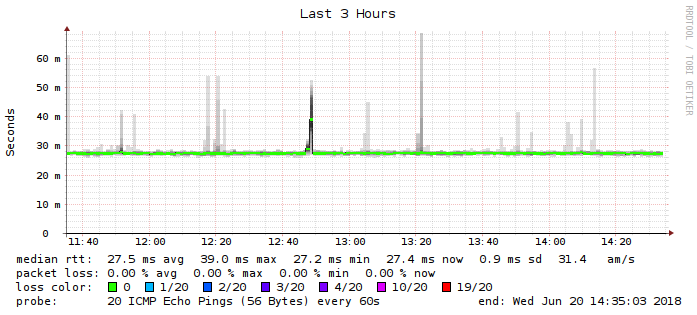 Last 3 Hours
RRDTOOL / TOBI OETIKER
Seconds
60 m
50 m
40 m
30 m
20 m
10 m
0
11:40 12:00 12:20 12:40 13:00 13:20 13:40 14:00 14:20
median rtt: 27.5 ms avg 39.0 ms max 27.2 ms min 27.4 ms now 0.9 ms sd 31.4 am/s
packet loss: 0.00 % avg 0.00 % max 0.00 % min 0.00 % now
loss color: 0 1/20 2/20 3/20 4/20 10/20 19/20
probe: 20 ICMP Echo Pings (56 Bytes) every 60s end: Wed Jun 20 14:35:03 2018